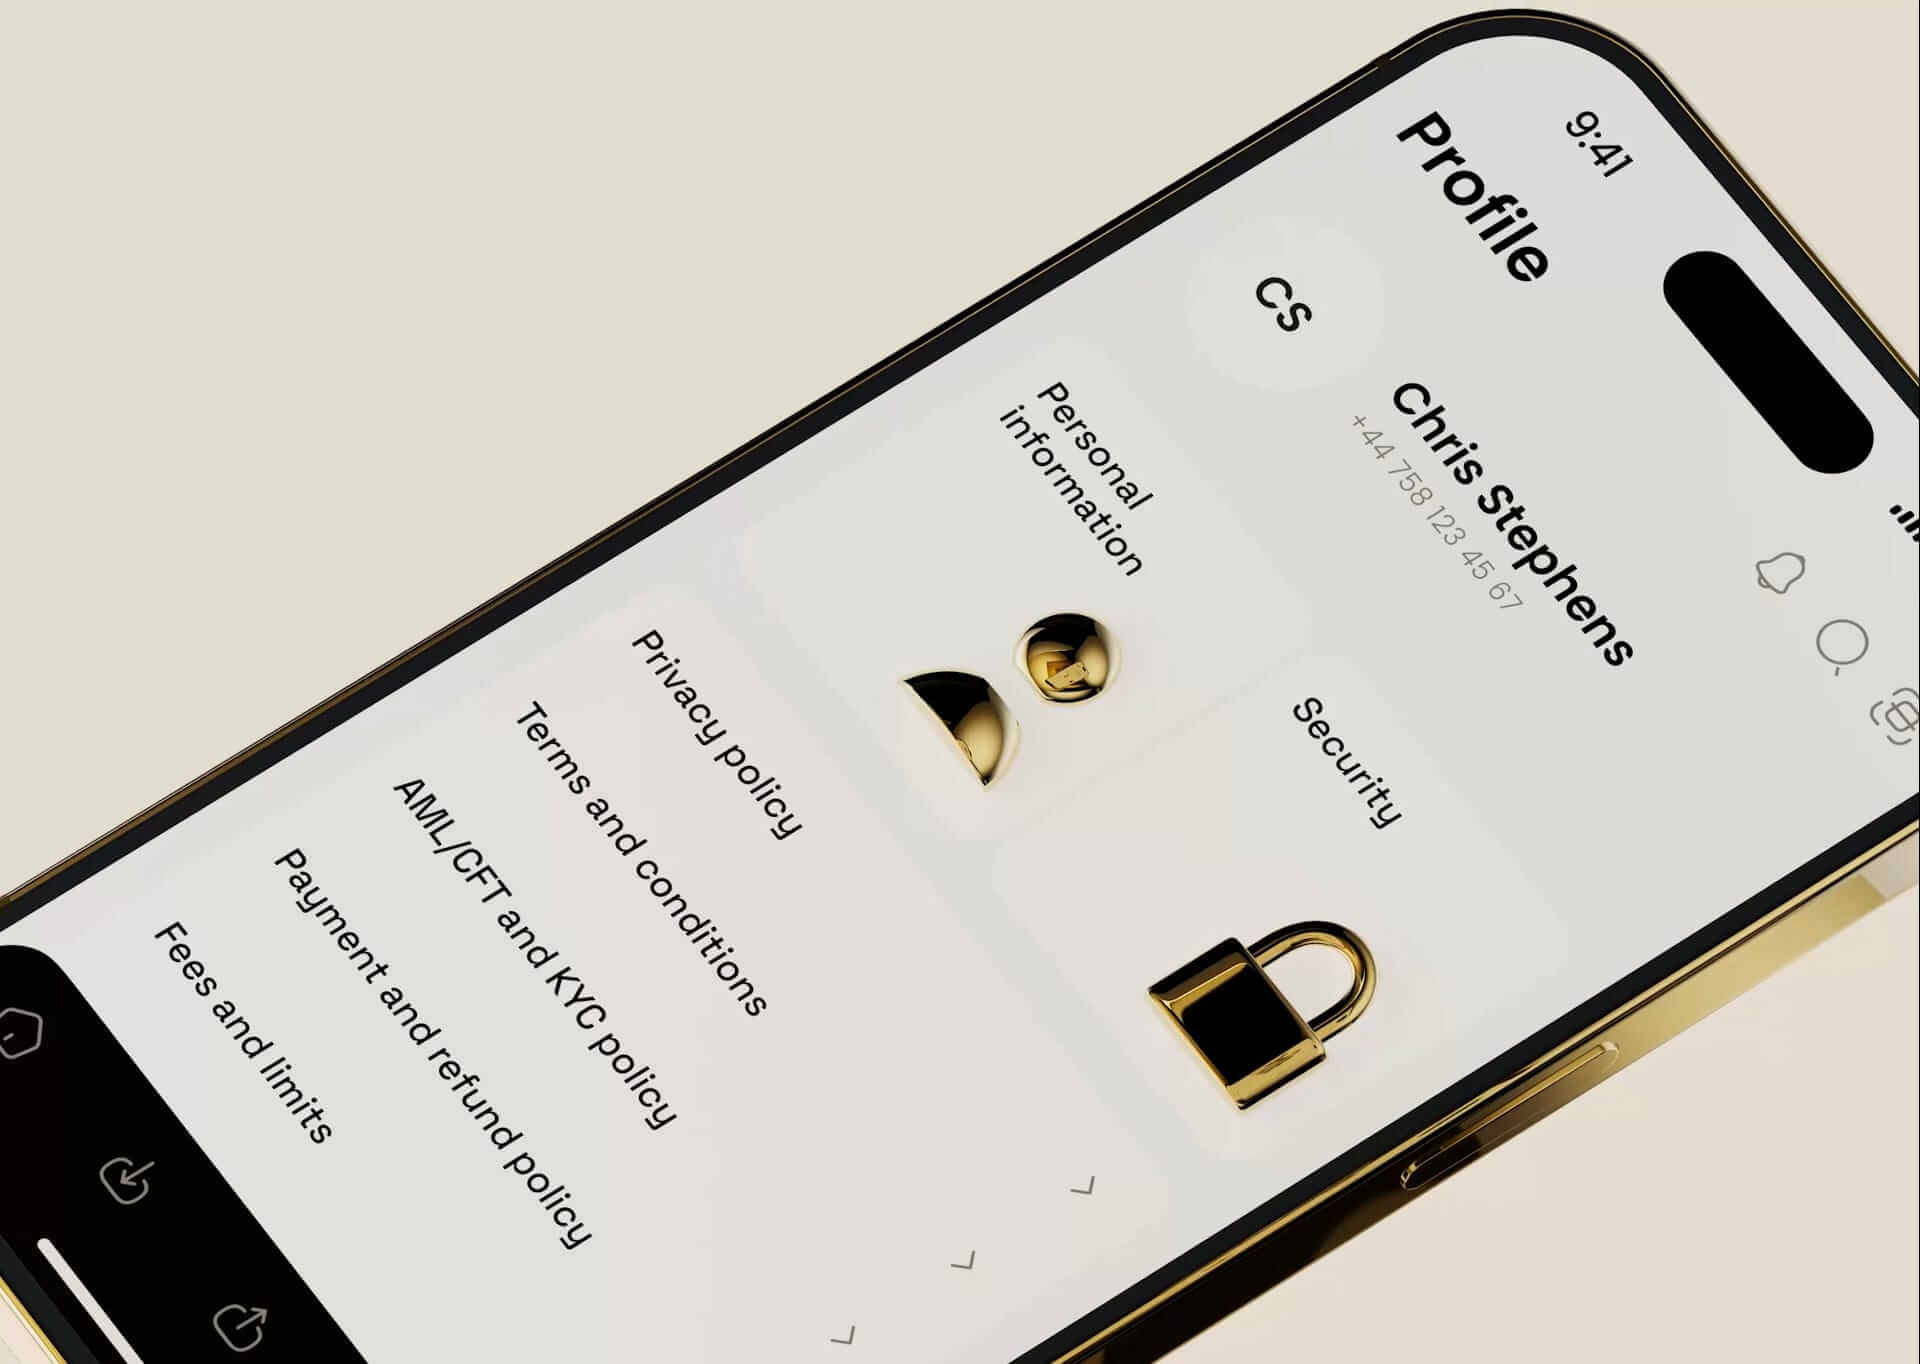 9:41
Profile
CS
Chris Stephens
+44 758 123 45 67
Personal
information
Security
Privacy policy
Terms and conditions
AML/CFT and KYC policy
Payment and refund policy
Fees and limits